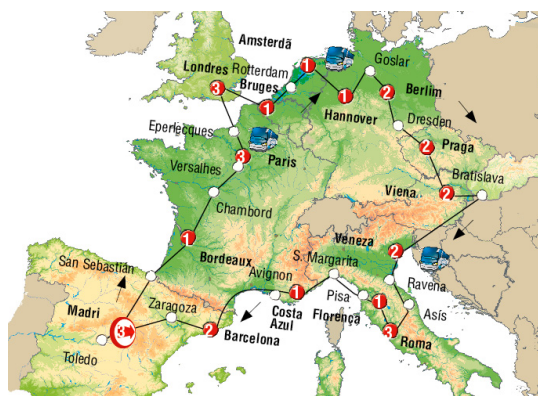 Amsterdã
Goslar
Londres
Rotterdam
1
3
Bruges
1
2
Berlim
1
Hannover
Dresden
Eperlecques
3
Paris
2
Praga
Versalhes
Bratislava
Viena
2
Chambord
1
Veneza
2
Bordeaux
S. Margarita
San Sebastián
Avignon
Ravena
Madri
Zaragoza
1
Pisa
1
Asís
Costa
Azul
Florença
3
2
Barcelona
3
Roma
Toledo